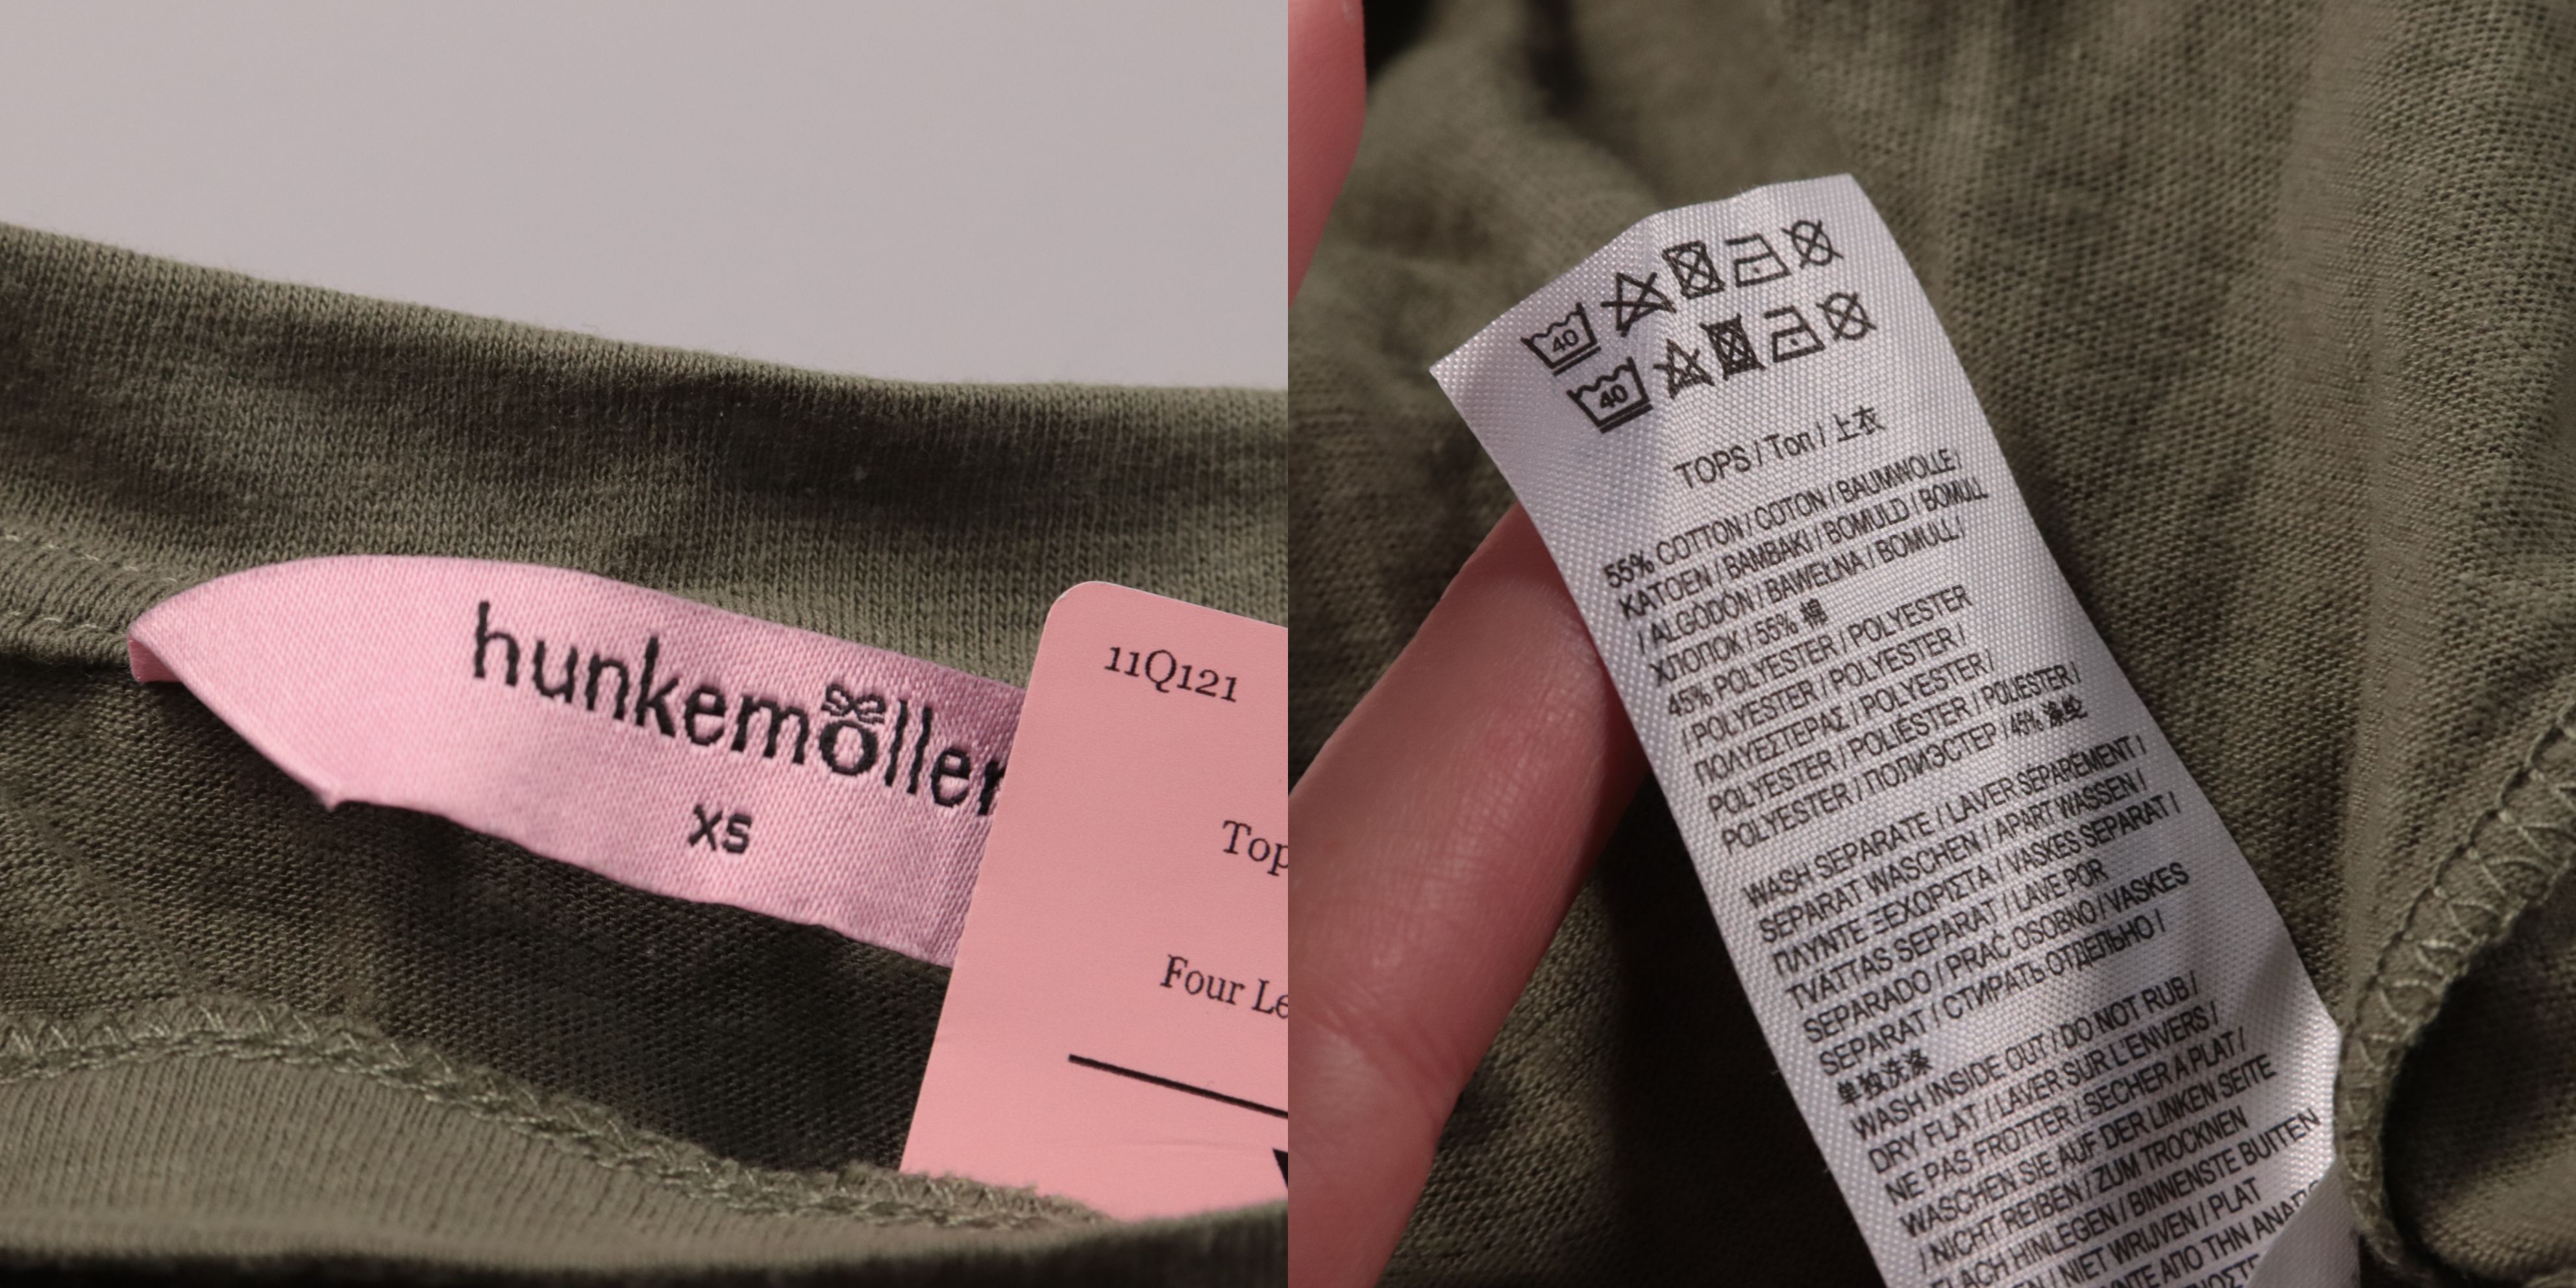 hunkemöller
XS
11Q121
Top
Four Le
40
40
TOPS / Топ / 上衣
55% COTTON / COTON / BAUMWOLLE /
KATOEN / BAMBAKI / BOMULD / BOMULL
/ ALGODÓN / BAWEŁNA / BOMULL /
ХЛОПОК / 55% 棉
45% POLYESTER / POLYESTER
/ POLYESTER / POLYESTER /
ΠΟΛΥΕΣΤΕΡΑΣ / POLYESTER /
POLYESTER / POLIÉSTER / POLIESTER /
POLYESTER / ПОЛИЭСТЕР / 45% 涤纶
WASH SEPARATE / LAVER SÉPARÉMENT /
SEPARAT WASCHEN / APART WASSEN /
ΠΛΥΝΤΕ ΞΕΧΩΡΙΣΤΑ / VASKES SEPARAT /
TVÄTTAS SEPARAT / LAVE POR
SEPARADO / PRAĆ OSOBNO / VASKES
SEPARAT / СТИРАТЬ ОТДЕЛЬНО /
单独洗涤
WASH INSIDE OUT / DO NOT RUB /
DRY FLAT / LAVER SUR L'ENVERS /
NE PAS FROTTER / SECHER A PLAT /
WASCHEN SIE AUF DER LINKEN SEITE
/ NICHT REIBEN / ZUM TROCKNEN
FLACH HINLEGEN / BINNENSTE BUITEN
/ NIET WRIJVEN / PLAT
ΑΠΟ ΤΗΝ